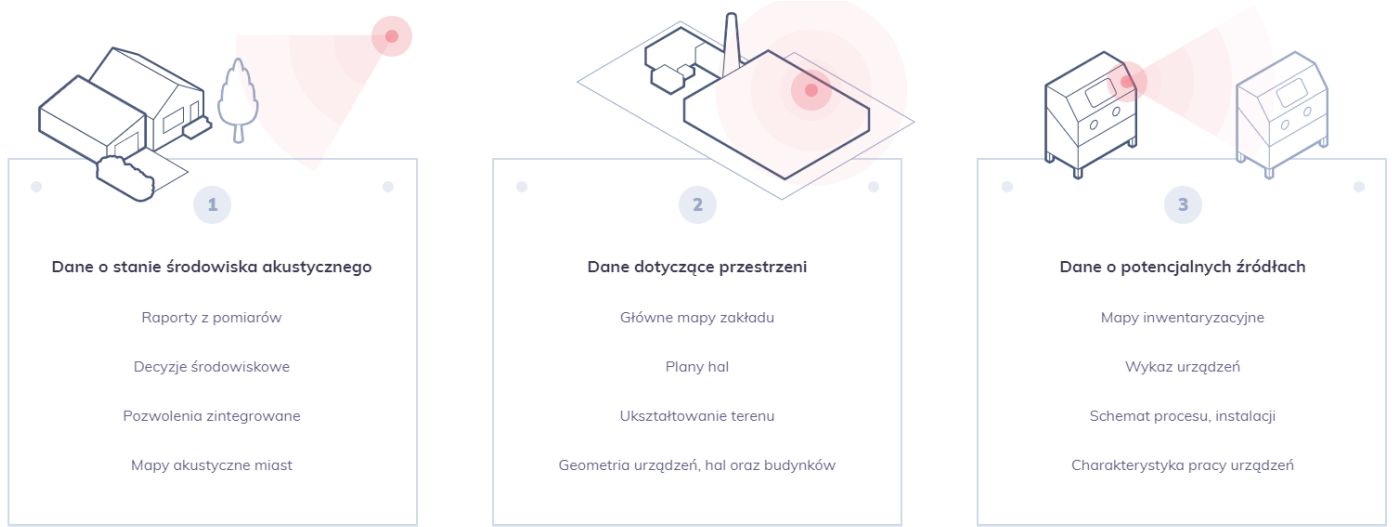 1
Dane o stanie środowiska akustycznego
Raporty z pomiarów
Decyzje środowiskowe
Pozwolenia zintegrowane
Mapy akustyczne miast
2
Dane dotyczące przestrzeni
Główne mapy zakładu
Plany hal
Ukształtowanie terenu
Geometria urządzeń, hal oraz budynków
3
Dane o potencjalnych źródłach
Mapy inwentaryzacyjne
Wykaz urządzeń
Schemat procesu, instalacji
Charakterystyka pracy urządzeń